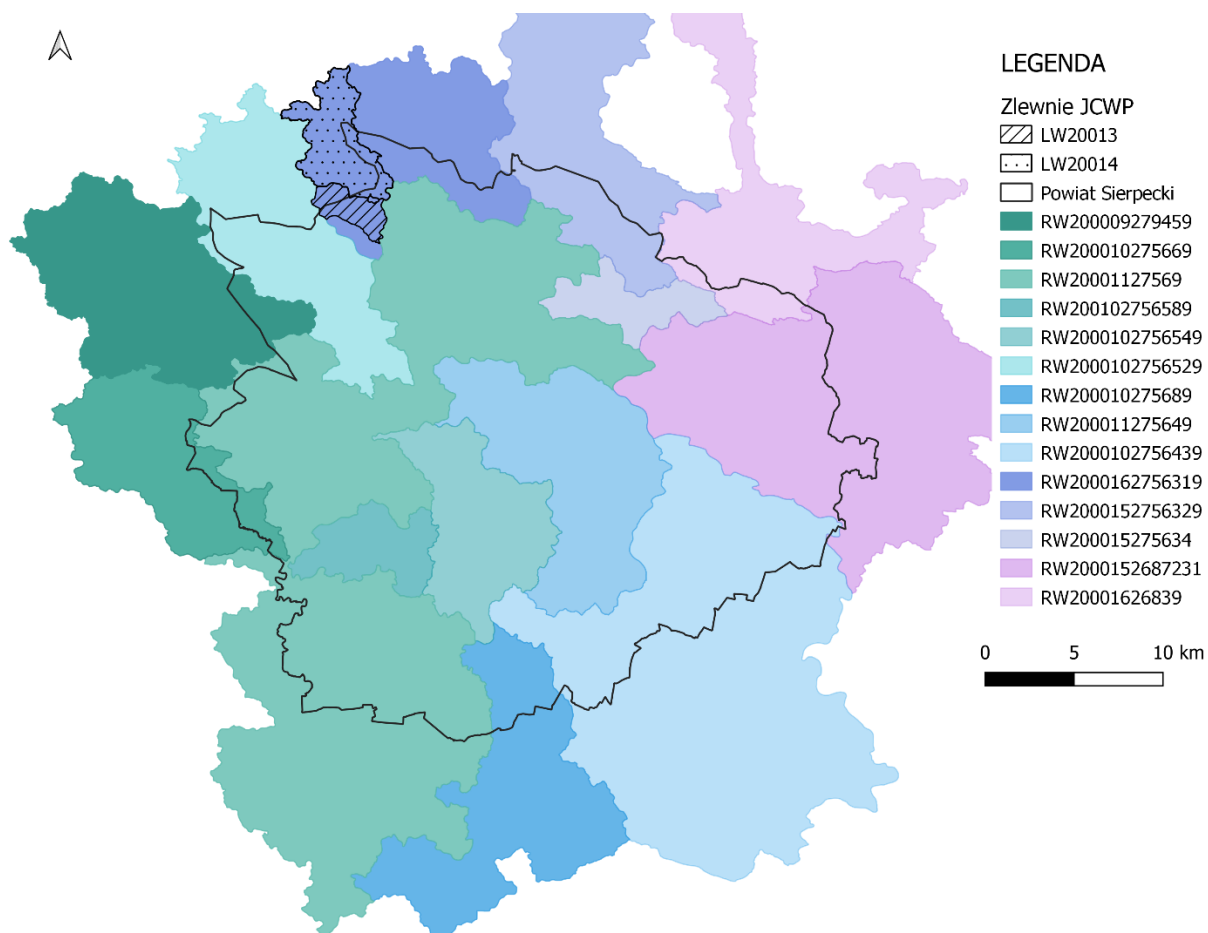 LEGENDA
Zlewnie JCWP
LW20013
LW20014
Powiat Sierpecki
RW200009279459
RW200010275669
RW20001127569
RW200102756589
RW2000102756549
RW2000102756529
RW200010275689
RW200011275649
RW2000102756439
RW2000162756319
RW2000152756329
RW200015275634
RW2000152687231
RW20001626839
0 5 10 km